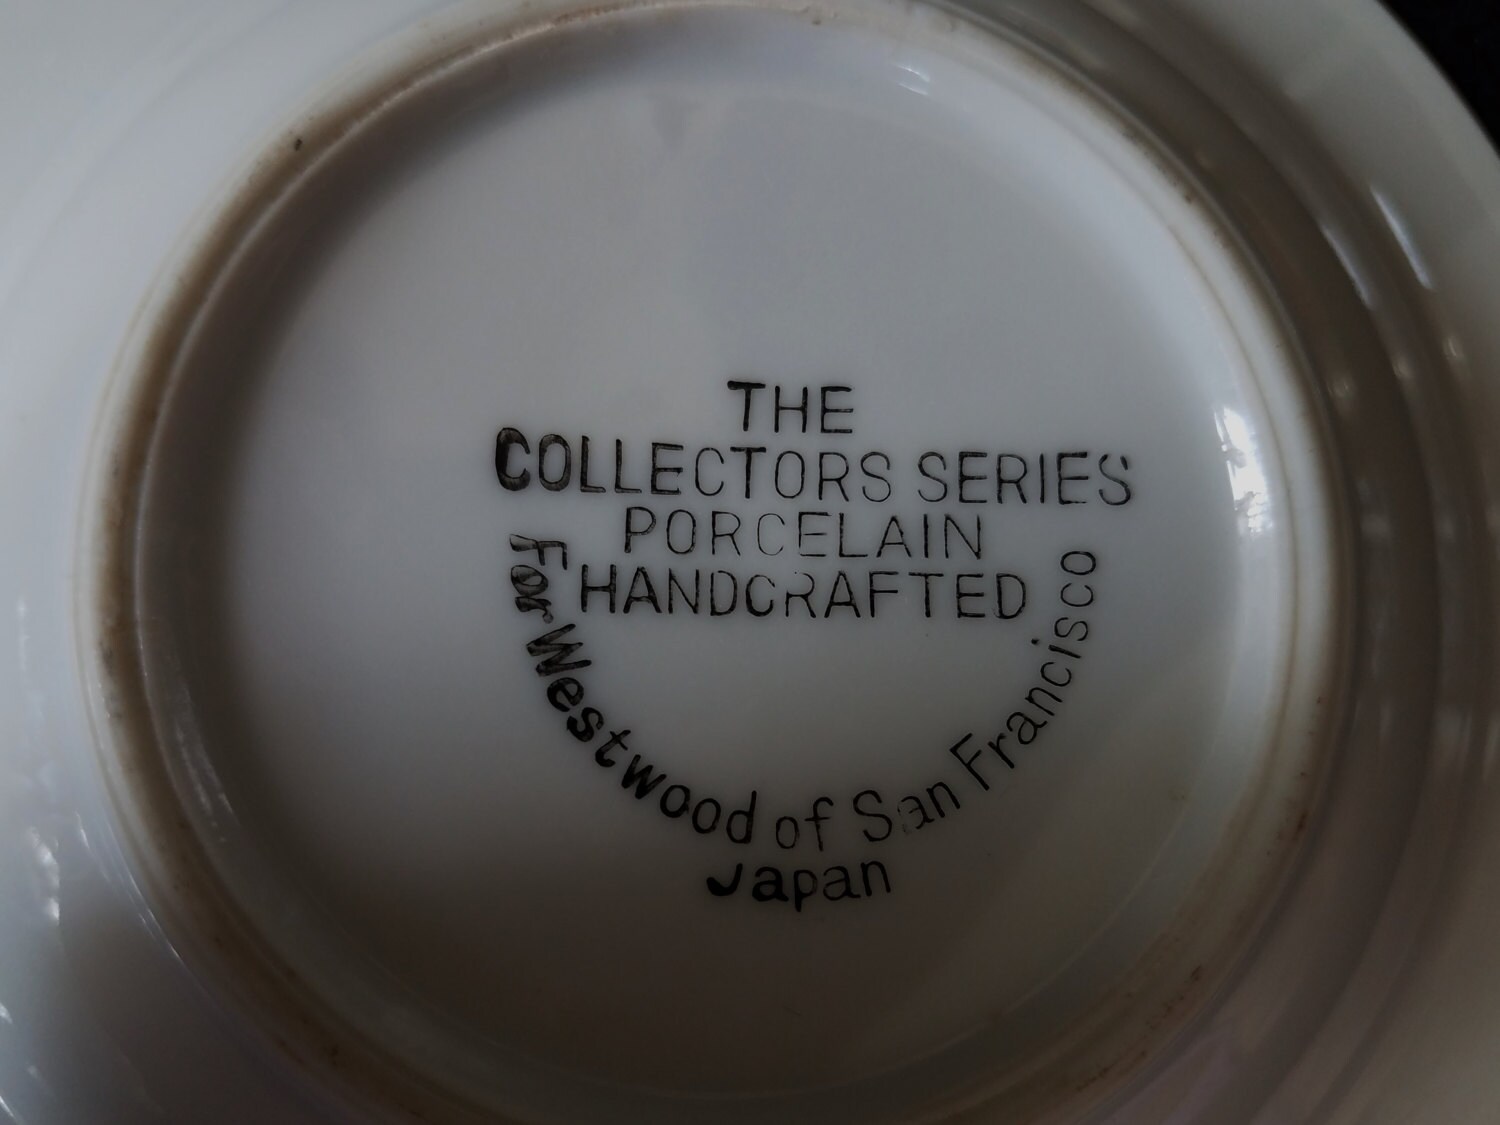 THE
COLLECTORS SERIES
PORCELAIN
HANDCRAFTED
For Westwood of San Francisco
Japan